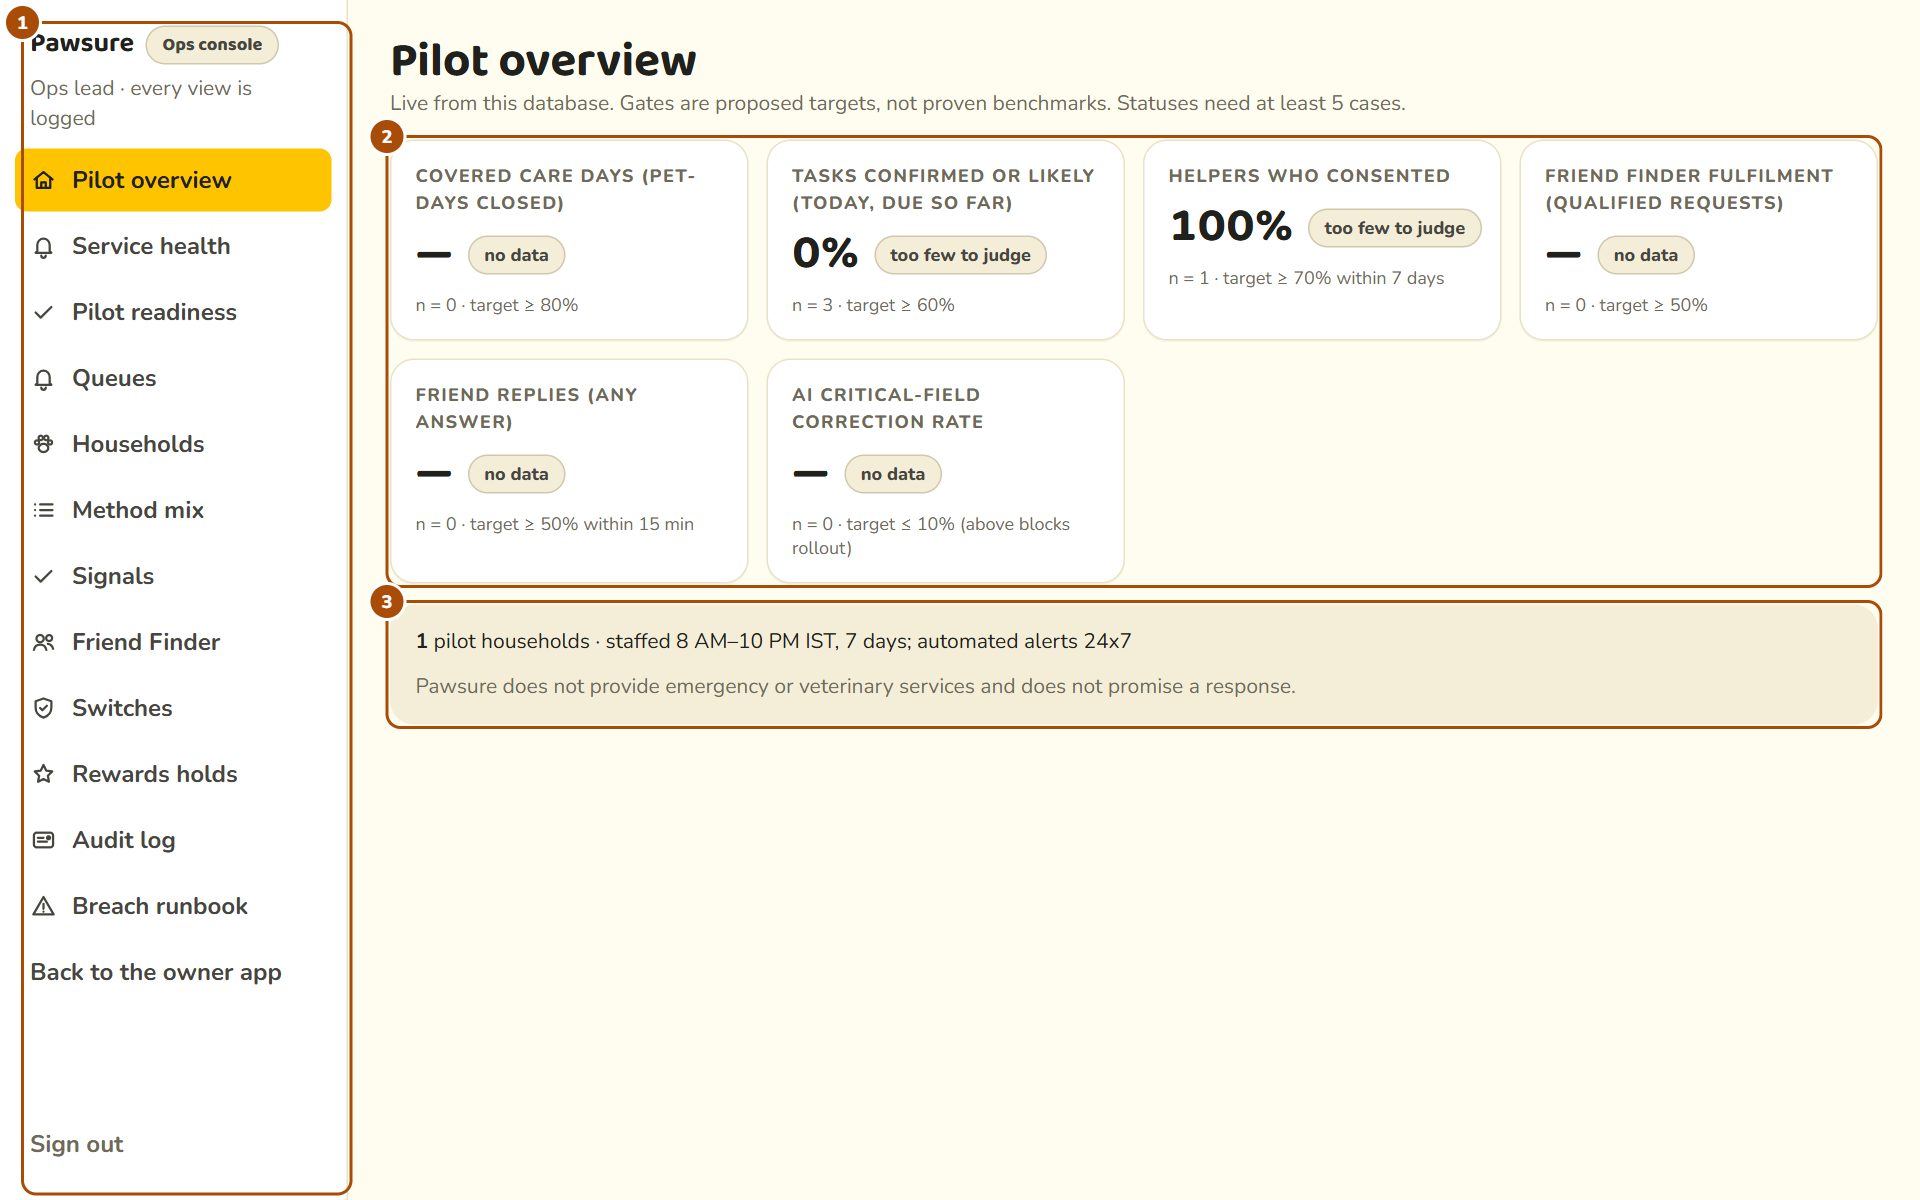 1
Pawsure Ops console
Ops lead · every view is
logged
Pilot overview
Service health
Pilot readiness
Queues
Households
Method mix
Signals
Friend Finder
Switches
Rewards holds
Audit log
Breach runbook
Back to the owner app
Sign out
Pilot overview
Live from this database. Gates are proposed targets, not proven benchmarks. Statuses need at least 5 cases.
2
COVERED CARE DAYS (PET-
DAYS CLOSED)
— no data
n = 0 · target ≥ 80%
TASKS CONFIRMED OR LIKELY
(TODAY, DUE SO FAR)
0% too few to judge
n = 3 · target ≥ 60%
HELPERS WHO CONSENTED
100% too few to judge
n = 1 · target ≥ 70% within 7 days
FRIEND FINDER FULFILMENT
(QUALIFIED REQUESTS)
— no data
n = 0 · target ≥ 50%
FRIEND REPLIES (ANY
ANSWER)
— no data
n = 0 · target ≥ 50% within 15 min
AI CRITICAL-FIELD
CORRECTION RATE
— no data
n = 0 · target ≤ 10% (above blocks
rollout)
3
1 pilot households · staffed 8 AM–10 PM IST, 7 days; automated alerts 24x7
Pawsure does not provide emergency or veterinary services and does not promise a response.